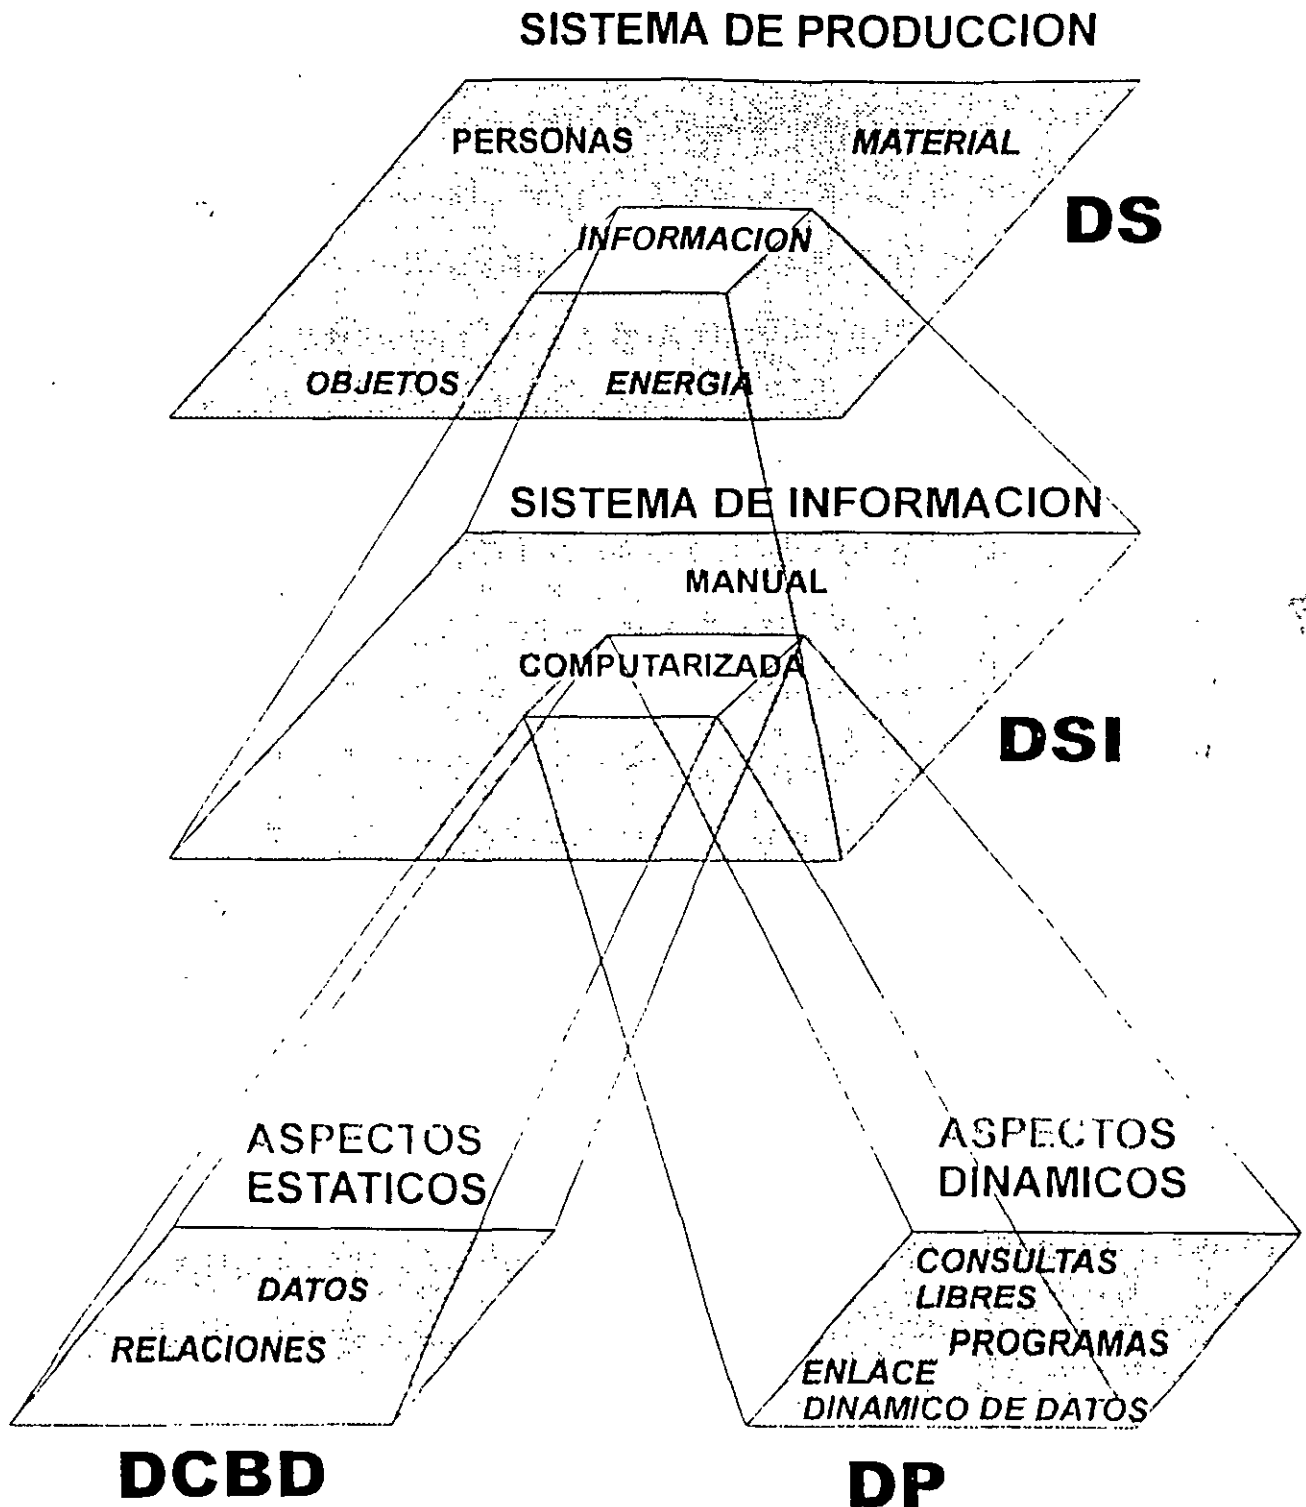 SISTEMA DE PRODUCCION
PERSONAS
MATERIAL
DS
INFORMACION
OBJETOS
ENERGIA
SISTEMA DE INFORMACION
MANUAL
COMPUTARIZADA
DSI
ASPECTOS
ESTATICOS
DATOS
RELACIONES
DCBD
ASPECTOS
DINAMICOS
CONSULTAS
LIBRES
PROGRAMAS
ENLACE
DINAMICO DE DATOS
DP